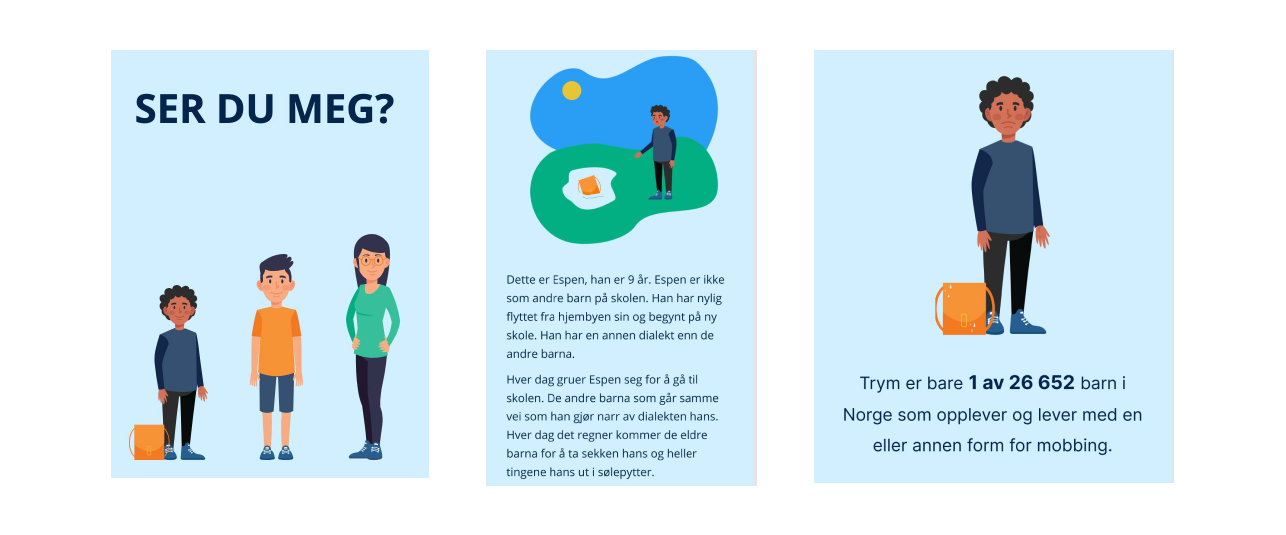 SER DU MEG?
Dette er Espen, han er 9 år. Espen er ikke
som andre barn på skolen. Han har nylig
flyttet fra hjembyen sin og begynt på ny
skole. Han har en annen dialekt enn de
andre barna.
Hver dag gruer Espen seg for å gå til
skolen. De andre barna som går samme
vei som han gjør narr av dialekten hans.
Hver dag det regner kommer de eldre
barna for å ta sekken hans og heller
tingene hans ut i sølepytter.
Trym er bare 1 av 26 652 barn i
Norge som opplever og lever med en
eller annen form for mobbing.